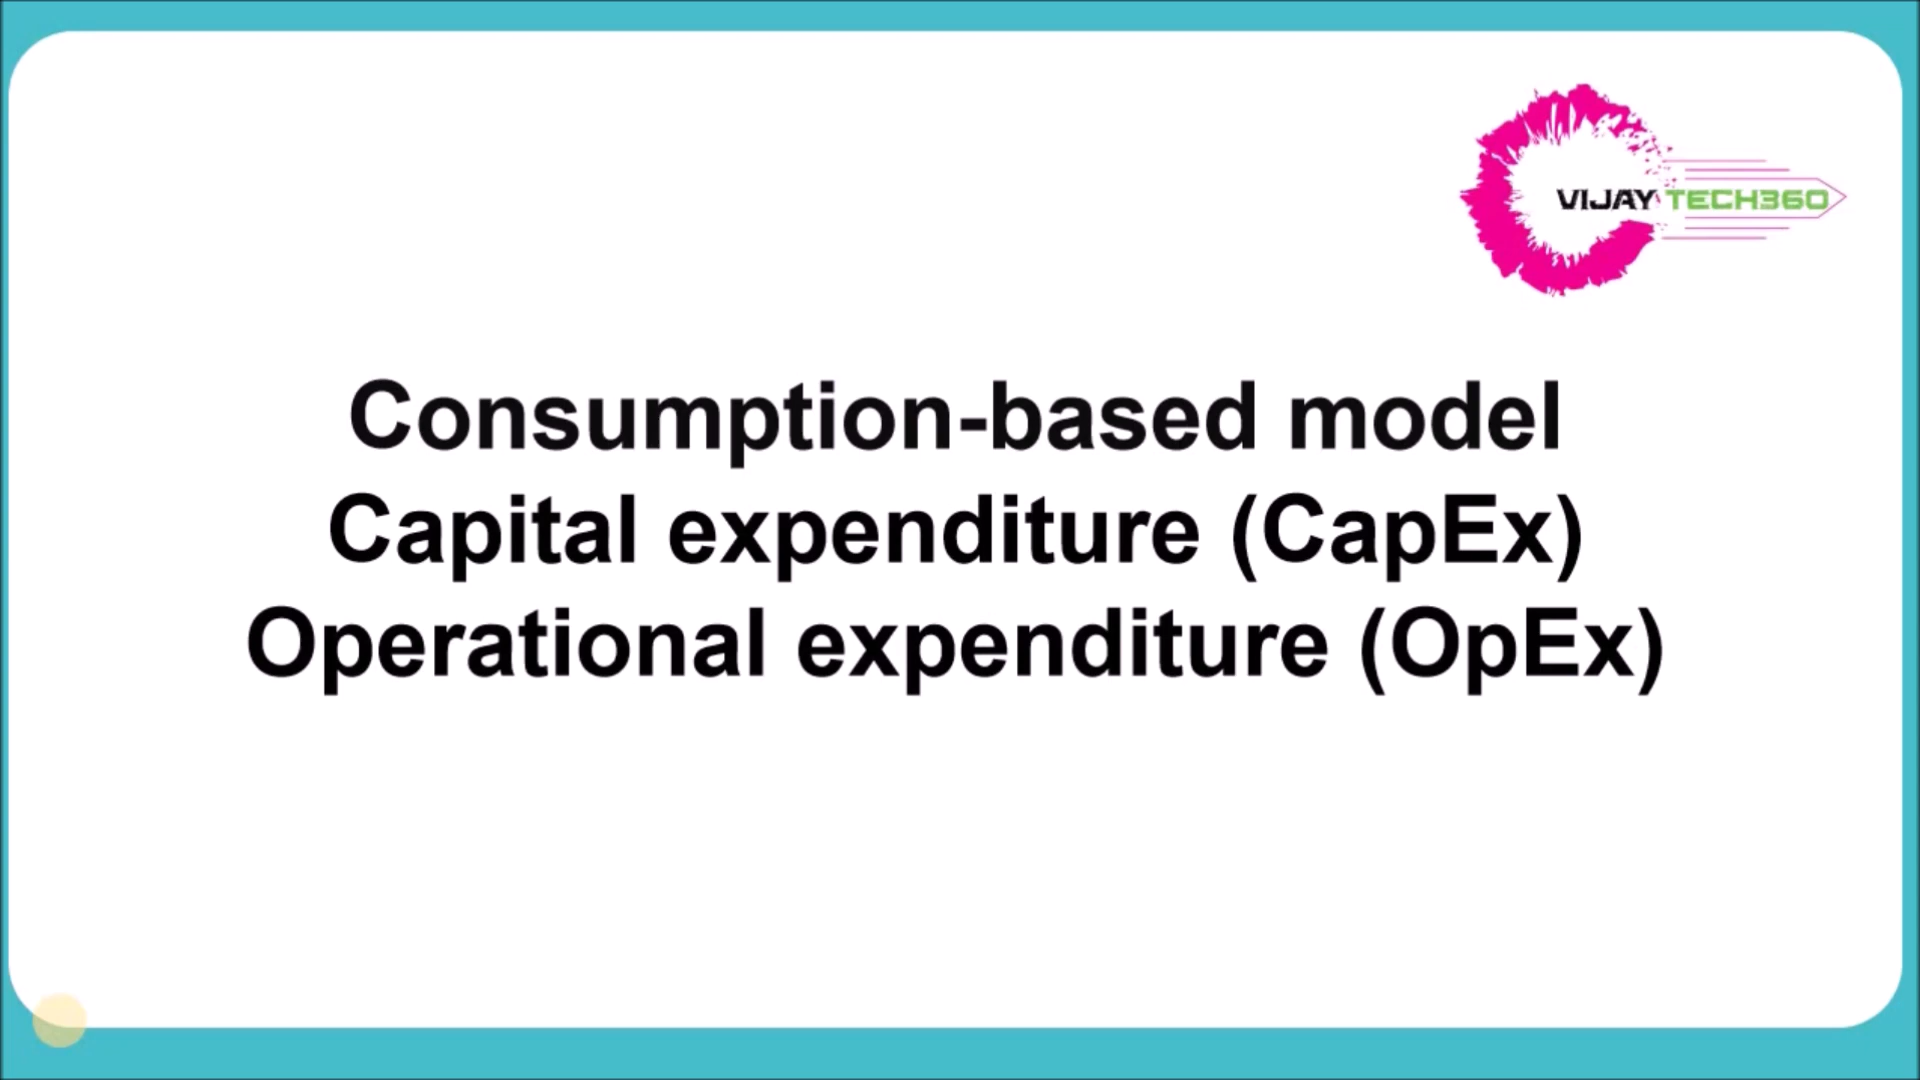 VIJAY TECH360
Consumption-based model
Capital expenditure (CapEx)
Operational expenditure (OpEx)